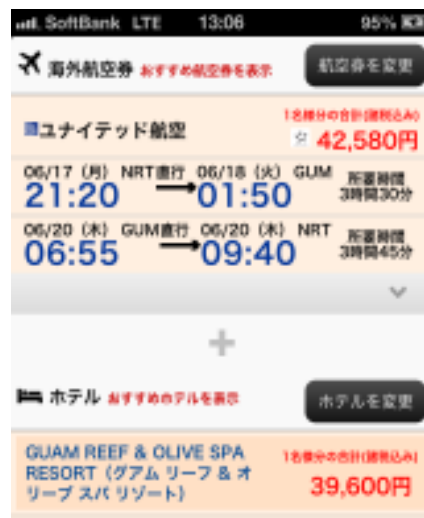 SoftBank LTE 13:06 95%
海外航空券 おすすめ航空券を表示 航空券を変更
1名様分の合計(諸税込み)
ユナイテッド航空 42,580円
06/17 (月) NRT直行 06/18 (火) GUM 所要時間
21:20 → 01:50 3時間30分
06/20 (木) GUM直行 06/20 (木) NRT 所要時間
06:55 → 09:40 3時間45分
ホテル おすすめホテルを表示 ホテルを変更
GUAM REEF & OLIVE SPA 1名様分の合計(諸税込み)
RESORT (グアム リーフ & オ
リーブ スパ リゾート) 39,600円